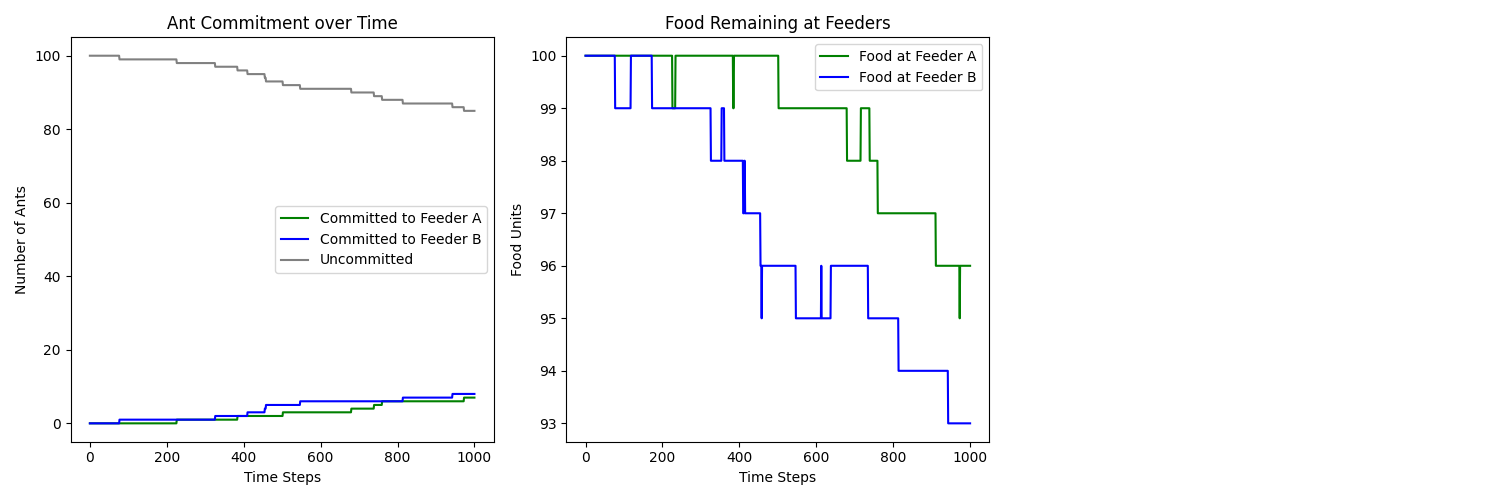 Ant Commitment over Time
Number of Ants
100
80
60
40
20
0
Committed to Feeder A
Committed to Feeder B
Uncommitted
0 200 400 600 800 1000
Time Steps
Food Remaining at Feeders
Food Units
100
99
98
97
96
95
94
93
Food at Feeder A
Food at Feeder B
0 200 400 600 800 1000
Time Steps